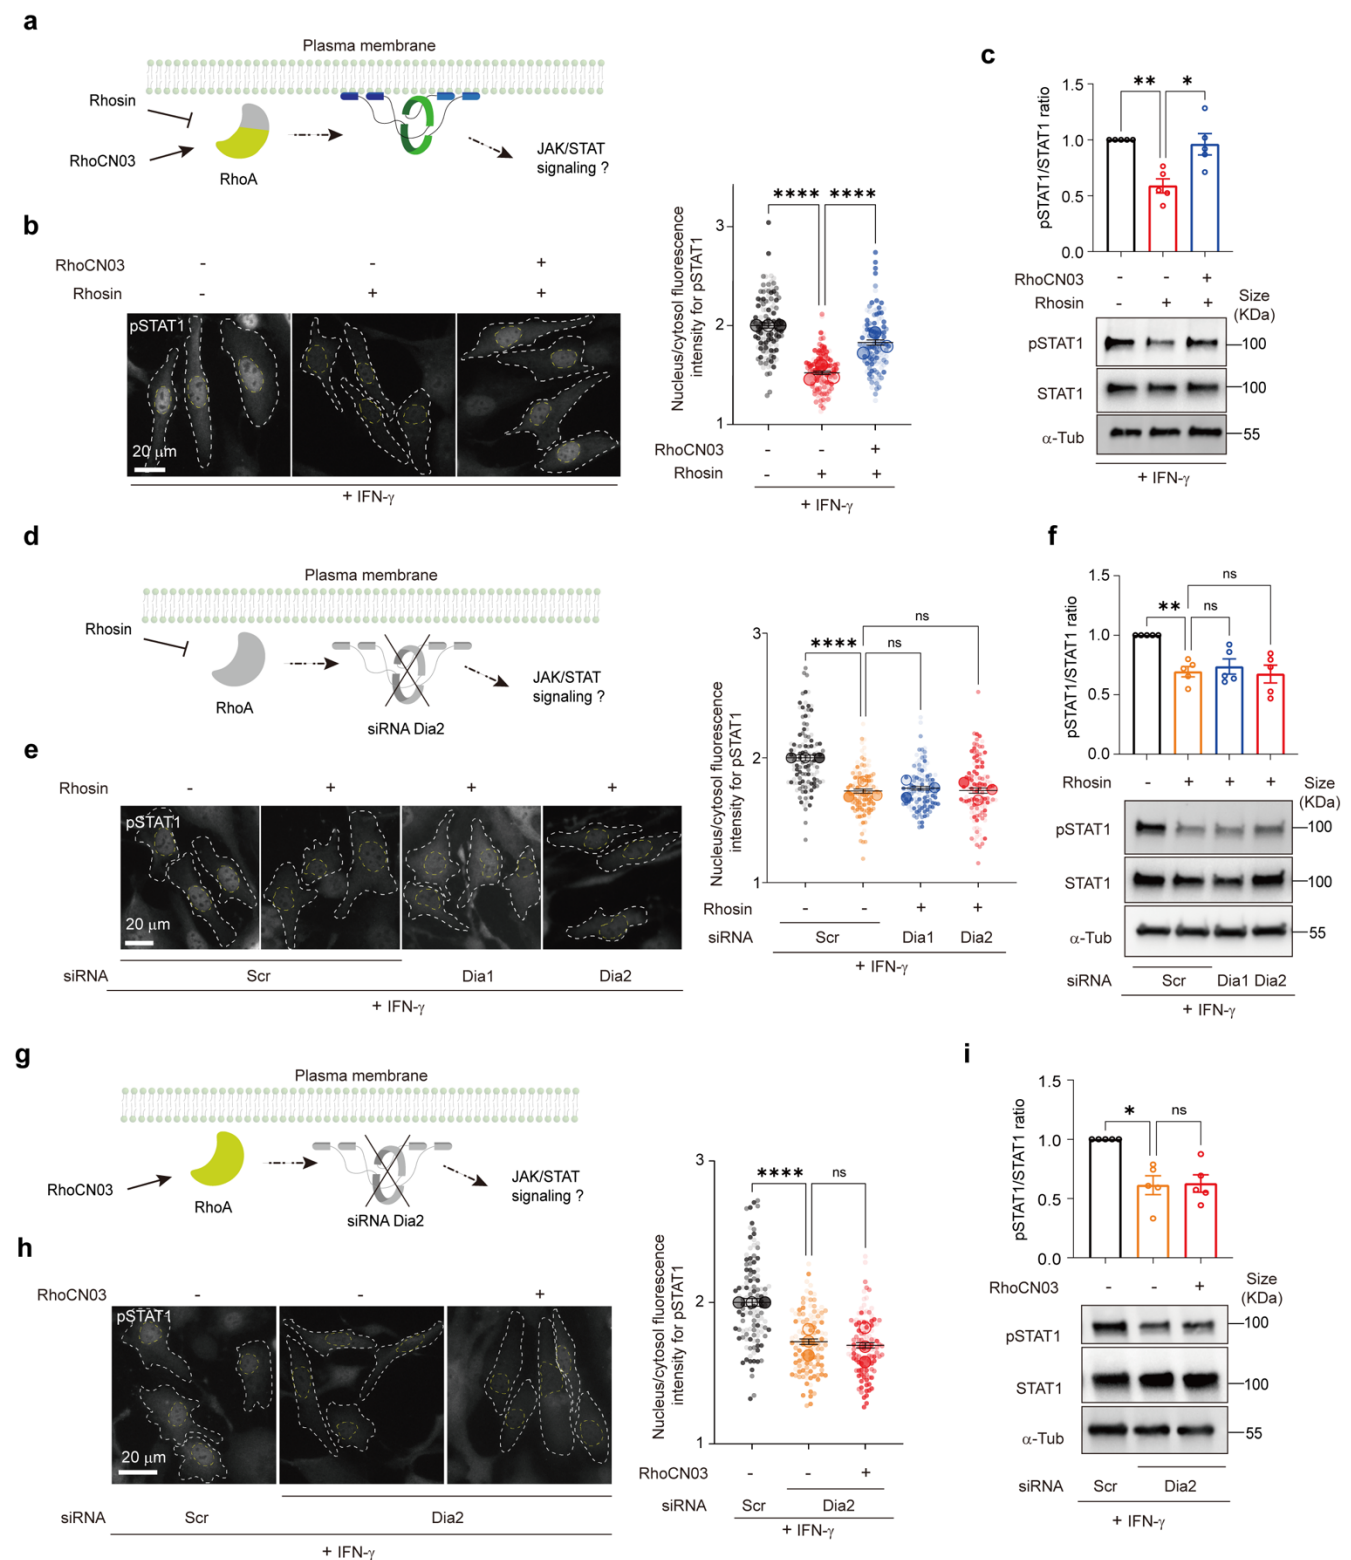 a
Plasma membrane
Rhosin
RhoCN03
RhoA
JAK/STAT
signaling ?
b
RhoCN03 - - +
Rhosin - + +
pSTAT1
20 μm
+ IFN-γ
Nucleus/cytosol fluorescence
intensity for pSTAT1
3
2
1
**** ****
RhoCN03 - - +
Rhosin - + +
+ IFN-γ
c
pSTAT1/STAT1 ratio
1.5
1.0
0.5
0.0
** *
RhoCN03 - - +
Rhosin - + +
Size
(KDa)
pSTAT1 100
STAT1 100
α-Tub 55
+ IFN-γ
d
Plasma membrane
Rhosin
RhoA
siRNA Dia2
JAK/STAT
signaling ?
e
Rhosin - + + +
pSTAT1
20 μm
siRNA Scr Dia1 Dia2
+ IFN-γ
Nucleus/cytosol fluorescence
intensity for pSTAT1
3
2
1
ns
**** ns
Rhosin - - + +
siRNA Scr Dia1 Dia2
+ IFN-γ
f
pSTAT1/STAT1 ratio
1.5
1.0
0.5
0.0
ns
** ns
Rhosin - + + +
Size
(KDa)
pSTAT1 100
STAT1 100
α-Tub 55
siRNA Scr Dia1 Dia2
+ IFN-γ
g
Plasma membrane
RhoCN03
RhoA
siRNA Dia2
JAK/STAT
signaling ?
h
RhoCN03 - - +
pSTAT1
20 μm
siRNA Scr Dia2
+ IFN-γ
Nucleus/cytosol fluorescence
intensity for pSTAT1
3
2
1
**** ns
RhoCN03 - - +
siRNA Scr Dia2
+ IFN-γ
i
pSTAT1/STAT1 ratio
1.5
1.0
0.5
0.0
* ns
RhoCN03 - - +
Size
(KDa)
pSTAT1 100
STAT1 100
α-Tub 55
siRNA Scr Dia2
+ IFN-γ